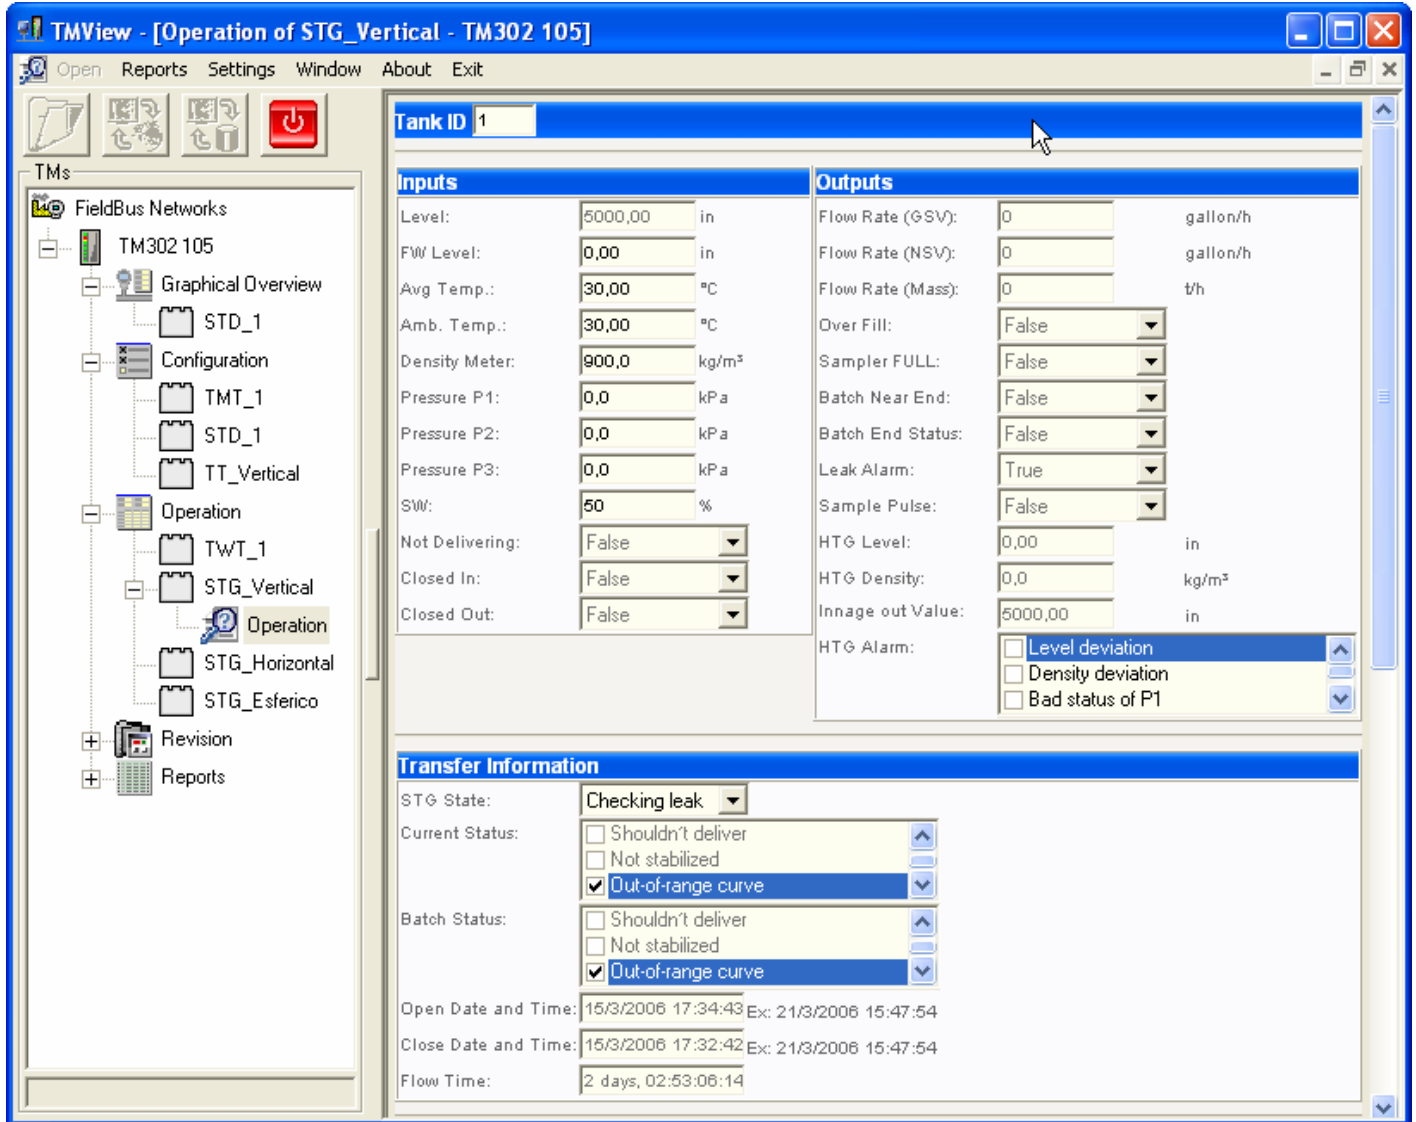 TMView - [Operation of STG_Vertical - TM302 105]
Open Reports Settings Window About Exit
TMs
FieldBus Networks
TM302 105
Graphical Overview
STD_1
Configuration
TMT_1
STD_1
TT_Vertical
Operation
TWT_1
STG_Vertical
Operation
STG_Horizontal
STG_Esferico
Revision
Reports
Tank ID 1
Inputs
Level: 5000,00 in
FW Level: 0,00 in
Avg Temp.: 30,00 °C
Amb. Temp.: 30,00 °C
Density Meter: 900,0 kg/m³
Pressure P1: 0,0 kPa
Pressure P2: 0,0 kPa
Pressure P3: 0,0 kPa
SW: 50 %
Not Delivering: False
Closed In: False
Closed Out: False
Outputs
Flow Rate (GSV): 0 gallon/h
Flow Rate (NSV): 0 gallon/h
Flow Rate (Mass): 0 t/h
Over Fill: False
Sampler FULL: False
Batch Near End: False
Batch End Status: False
Leak Alarm: True
Sample Pulse: False
HTG Level: 0,00 in
HTG Density: 0,0 kg/m³
Innage out Value: 5000,00 in
HTG Alarm: Level deviation
Density deviation
Bad status of P1
Transfer Information
STG State: Checking leak
Current Status: Shouldn´t deliver
Not stabilized
Out-of-range curve
Batch Status: Shouldn´t deliver
Not stabilized
Out-of-range curve
Open Date and Time: 15/3/2006 17:34:43 Ex: 21/3/2006 15:47:54
Close Date and Time: 15/3/2006 17:32:42 Ex: 21/3/2006 15:47:54
Flow Time: 2 days, 02:53:06:14